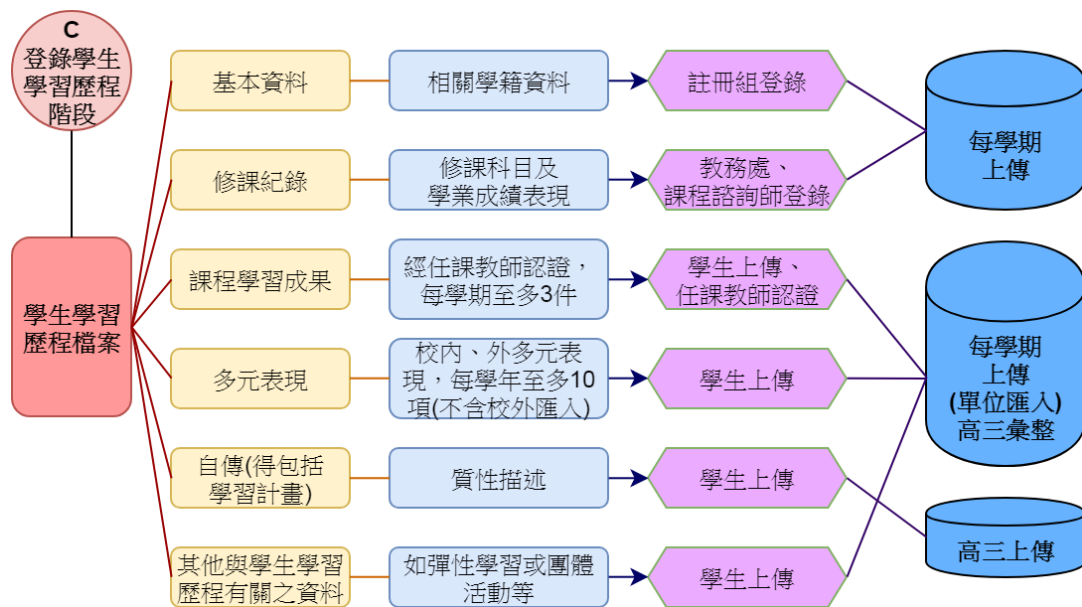 C
登錄學生
學習歷程
階段
學生學習
歷程檔案
基本資料
相關學籍資料
註冊組登錄
修課紀錄
修課科目及
學業成績表現
教務處、
課程諮詢師登錄
每學期
上傳
課程學習成果
經任課教師認證，
每學期至多3件
學生上傳、
任課教師認證
多元表現
校內、外多元表
現，每學年至多10
項(不含校外匯入)
學生上傳
每學期
上傳
(單位匯入)
高三彙整
自傳(得包括
學習計畫)
質性描述
學生上傳
高三上傳
其他與學生學習
歷程有關之資料
如彈性學習或團體
活動等
學生上傳